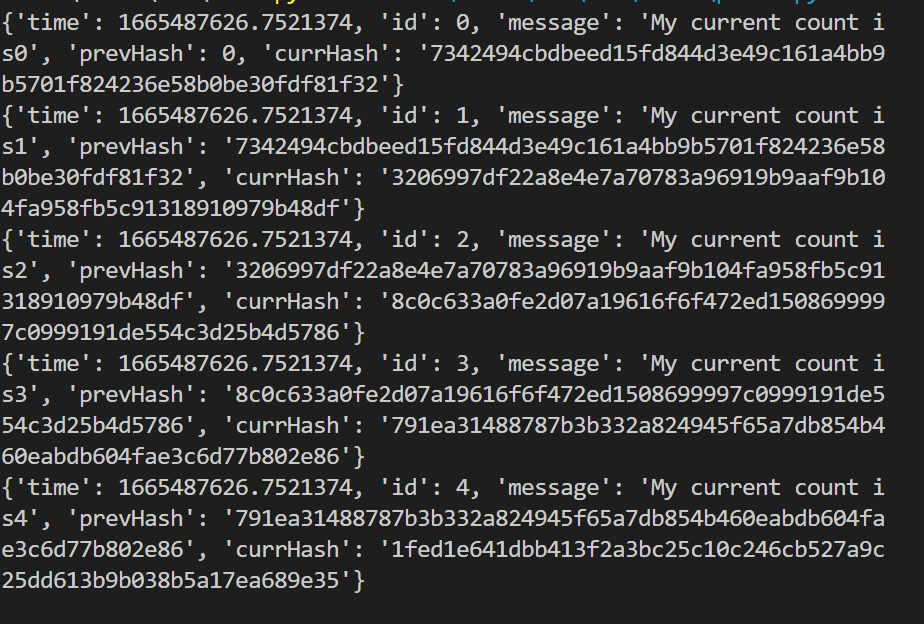 {'time': 1665487626.7521374, 'id': 0, 'message': 'My current count i
s0', 'prevHash': 0, 'currHash': '7342494cbdbeed15fd844d3e49c161a4bb9
b5701f824236e58b0be30fdf81f32'}
{'time': 1665487626.7521374, 'id': 1, 'message': 'My current count i
s1', 'prevHash': '7342494cbdbeed15fd844d3e49c161a4bb9b5701f824236e58
b0be30fdf81f32', 'currHash': '3206997df22a8e4e7a70783a96919b9aaf9b10
4fa958fb5c91318910979b48df'}
{'time': 1665487626.7521374, 'id': 2, 'message': 'My current count i
s2', 'prevHash': '3206997df22a8e4e7a70783a96919b9aaf9b104fa958fb5c91
318910979b48df', 'currHash': '8c0c633a0fe2d07a19616f6f472ed150869999
7c0999191de554c3d25b4d5786'}
{'time': 1665487626.7521374, 'id': 3, 'message': 'My current count i
s3', 'prevHash': '8c0c633a0fe2d07a19616f6f472ed1508699997c0999191de5
54c3d25b4d5786', 'currHash': '791ea31488787b3b332a824945f65a7db854b4
60eabdb604fae3c6d77b802e86'}
{'time': 1665487626.7521374, 'id': 4, 'message': 'My current count i
s4', 'prevHash': '791ea31488787b3b332a824945f65a7db854b460eabdb604fa
e3c6d77b802e86', 'currHash': '1fed1e641dbb413f2a3bc25c10c246cb527a9c
25dd613b9b038b5a17ea689e35'}